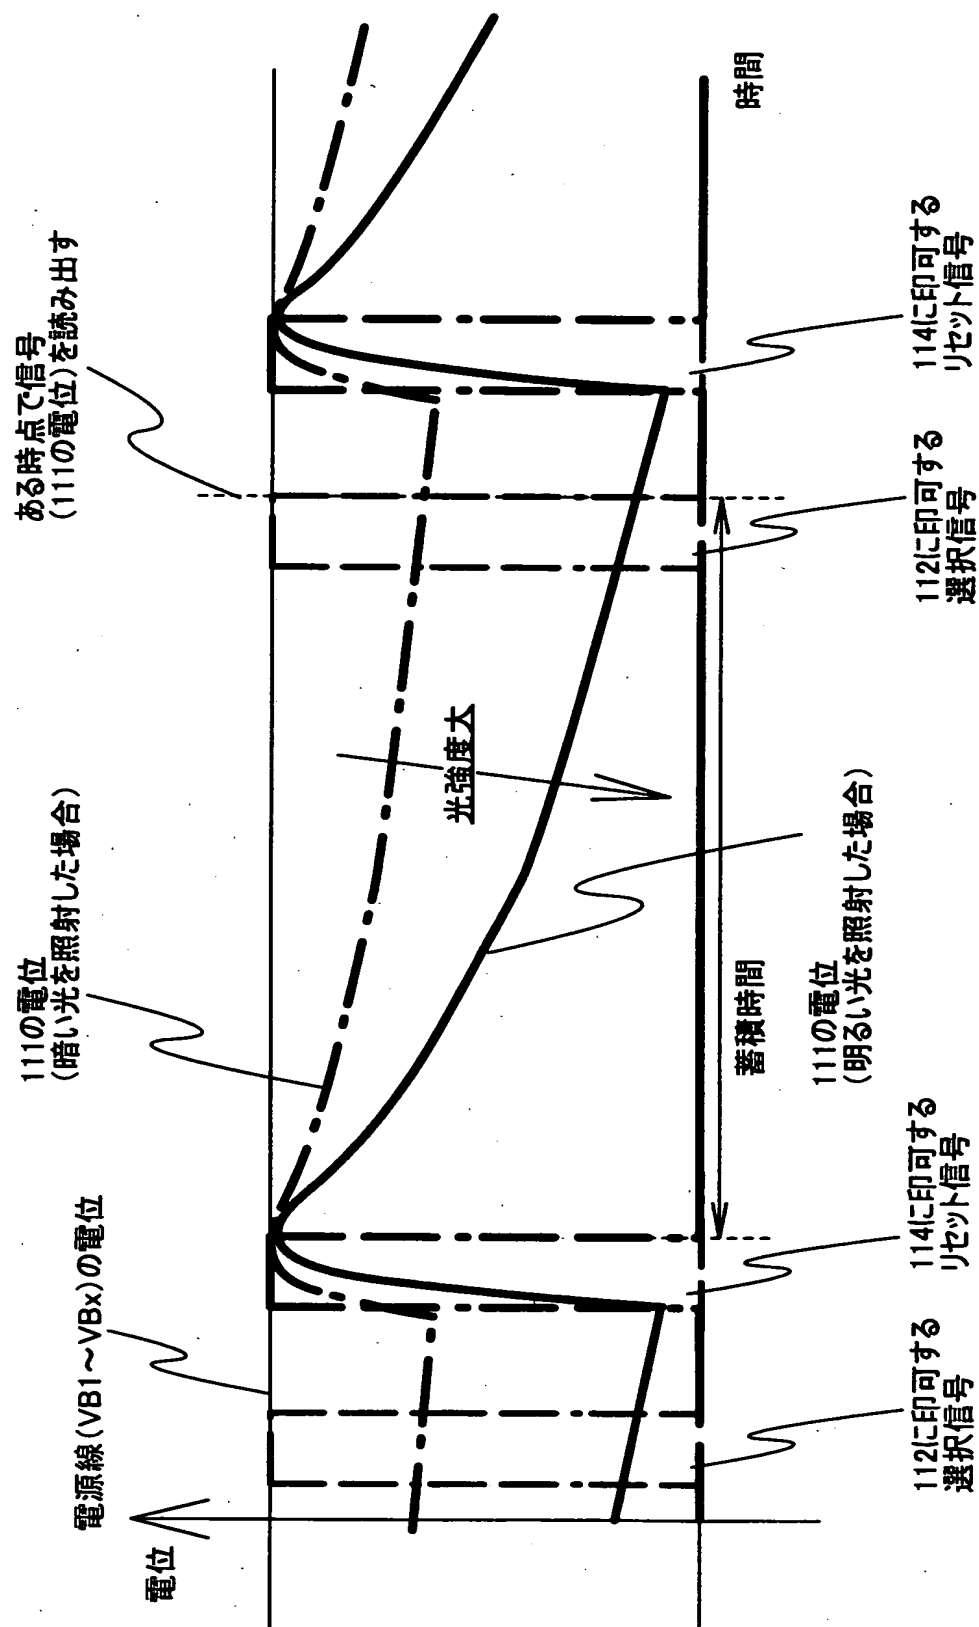 電位
電源線(VB1～VBx)の電位
111の電位
(暗い光を照射した場合)
ある時点で信号
(111の電位)を読み出す
光強度大
蓄積時間
時間
111の電位
(明るい光を照射した場合)
112に印可する
選択信号
114に印可する
リセット信号
112に印可する
選択信号
114に印可する
リセット信号